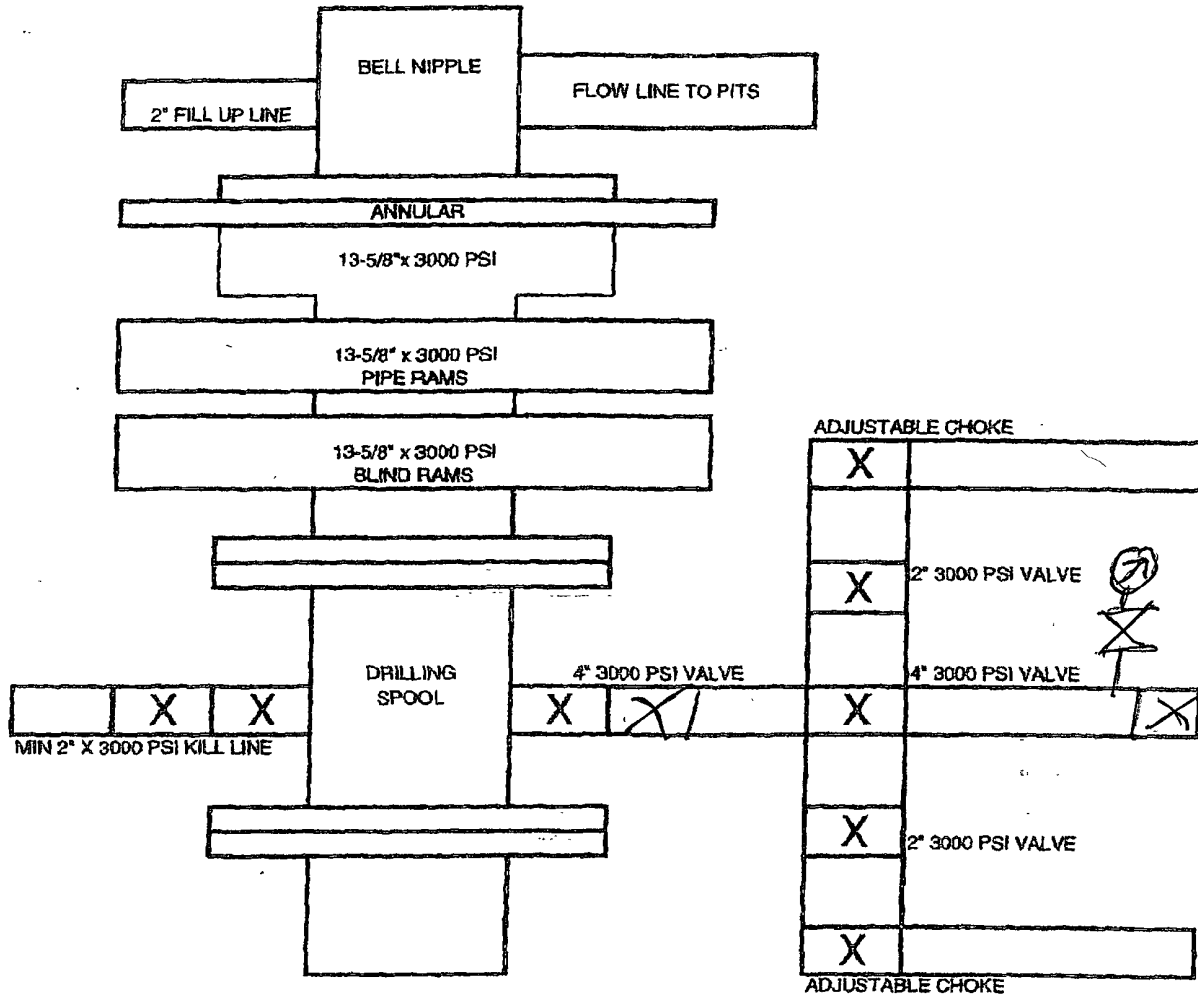 BELL NIPPLE
FLOW LINE TO PITS
2" FILL UP LINE
ANNULAR
13-5/8"x 3000 PSI
13-5/8" x 3000 PSI
PIPE RAMS
13-5/8" x 3000 PSI
BLIND RAMS
ADJUSTABLE CHOKE
X
2" 3000 PSI VALVE
X
DRILLING
SPOOL
4" 3000 PSI VALVE
4" 3000 PSI VALVE
X X X X X X
MIN 2" X 3000 PSI KILL LINE
X
2" 3000 PSI VALVE
X
ADJUSTABLE CHOKE